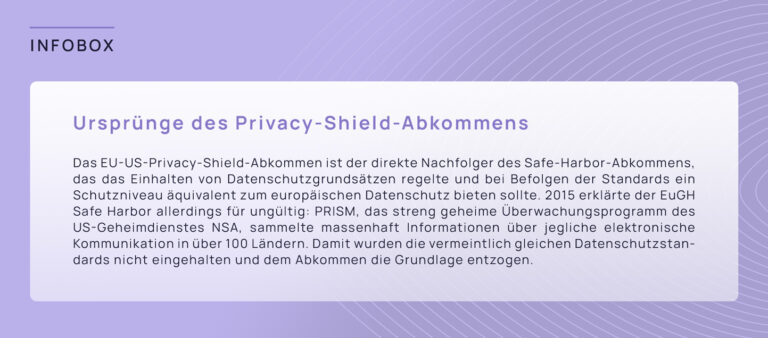 INFOBOX
Ursprünge des Privacy-Shield-Abkommens
Das EU-US-Privacy-Shield-Abkommen ist der direkte Nachfolger des Safe-Harbor-Abkommens,
das das Einhalten von Datenschutzgrundsätzen regelte und bei Befolgen der Standards ein
Schutzniveau äquivalent zum europäischen Datenschutz bieten sollte. 2015 erklärte der EuGH
Safe Harbor allerdings für ungültig: PRISM, das streng geheime Überwachungsprogramm des
US-Geheimdienstes NSA, sammelte massenhaft Informationen über jegliche elektronische
Kommunikation in über 100 Ländern. Damit wurden die vermeintlich gleichen Datenschutzstan-
dards nicht eingehalten und dem Abkommen die Grundlage entzogen.